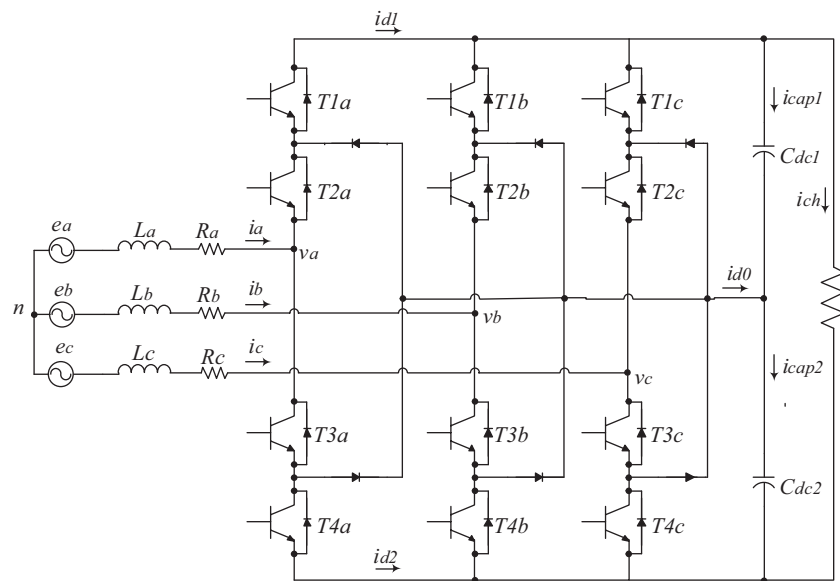 id1
T1a T1b T1c icap1
Cdc1
T2a T2b T2c
ich
ea La Ra ia
va
id0
n eb Lb Rb ib
vb
ec Lc Rc ic
vc
icap2
T3a T3b T3c
Cdc2
T4a T4b T4c
id2